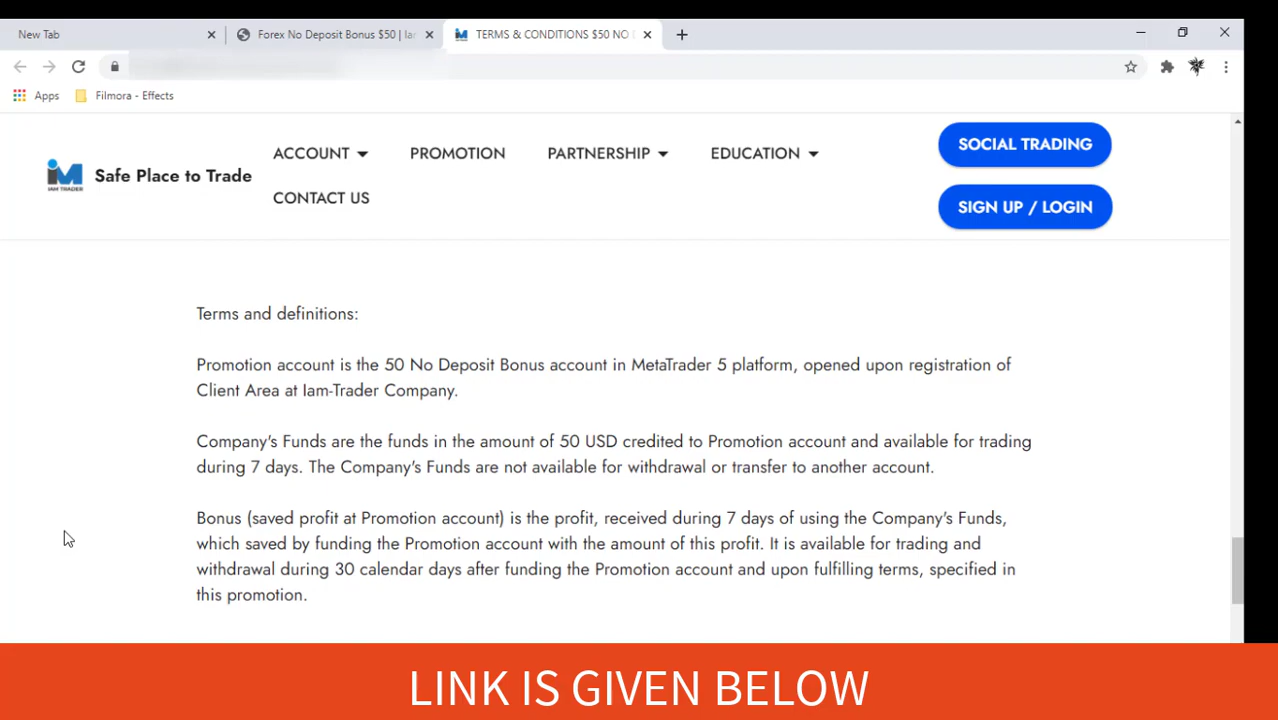 New Tab
Forex No Deposit Bonus $50 | Iar
TERMS & CONDITIONS $50 NO
Apps
Filmora - Effects
IAM TRADER
Safe Place to Trade
ACCOUNT
PROMOTION
PARTNERSHIP
EDUCATION
CONTACT US
SOCIAL TRADING
SIGN UP / LOGIN
Terms and definitions:
Promotion account is the 50 No Deposit Bonus account in MetaTrader 5 platform, opened upon registration of
Client Area at Iam-Trader Company.
Company's Funds are the funds in the amount of 50 USD credited to Promotion account and available for trading
during 7 days. The Company's Funds are not available for withdrawal or transfer to another account.
Bonus (saved profit at Promotion account) is the profit, received during 7 days of using the Company's Funds,
which saved by funding the Promotion account with the amount of this profit. It is available for trading and
withdrawal during 30 calendar days after funding the Promotion account and upon fulfilling terms, specified in
this promotion.
LINK IS GIVEN BELOW